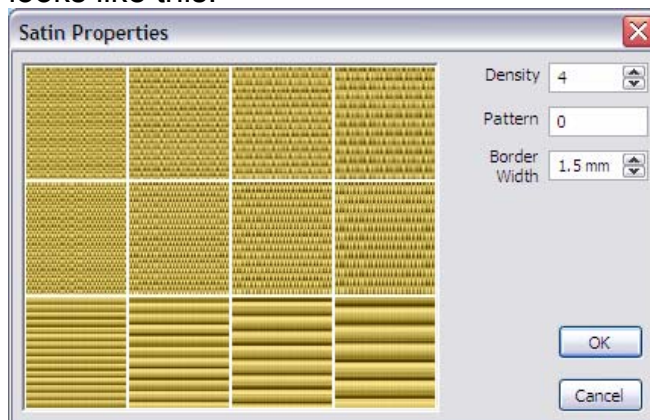 looks like this:
Satin Properties
Density 4
Pattern 0
Border
Width 1.5 mm
OK
Cancel